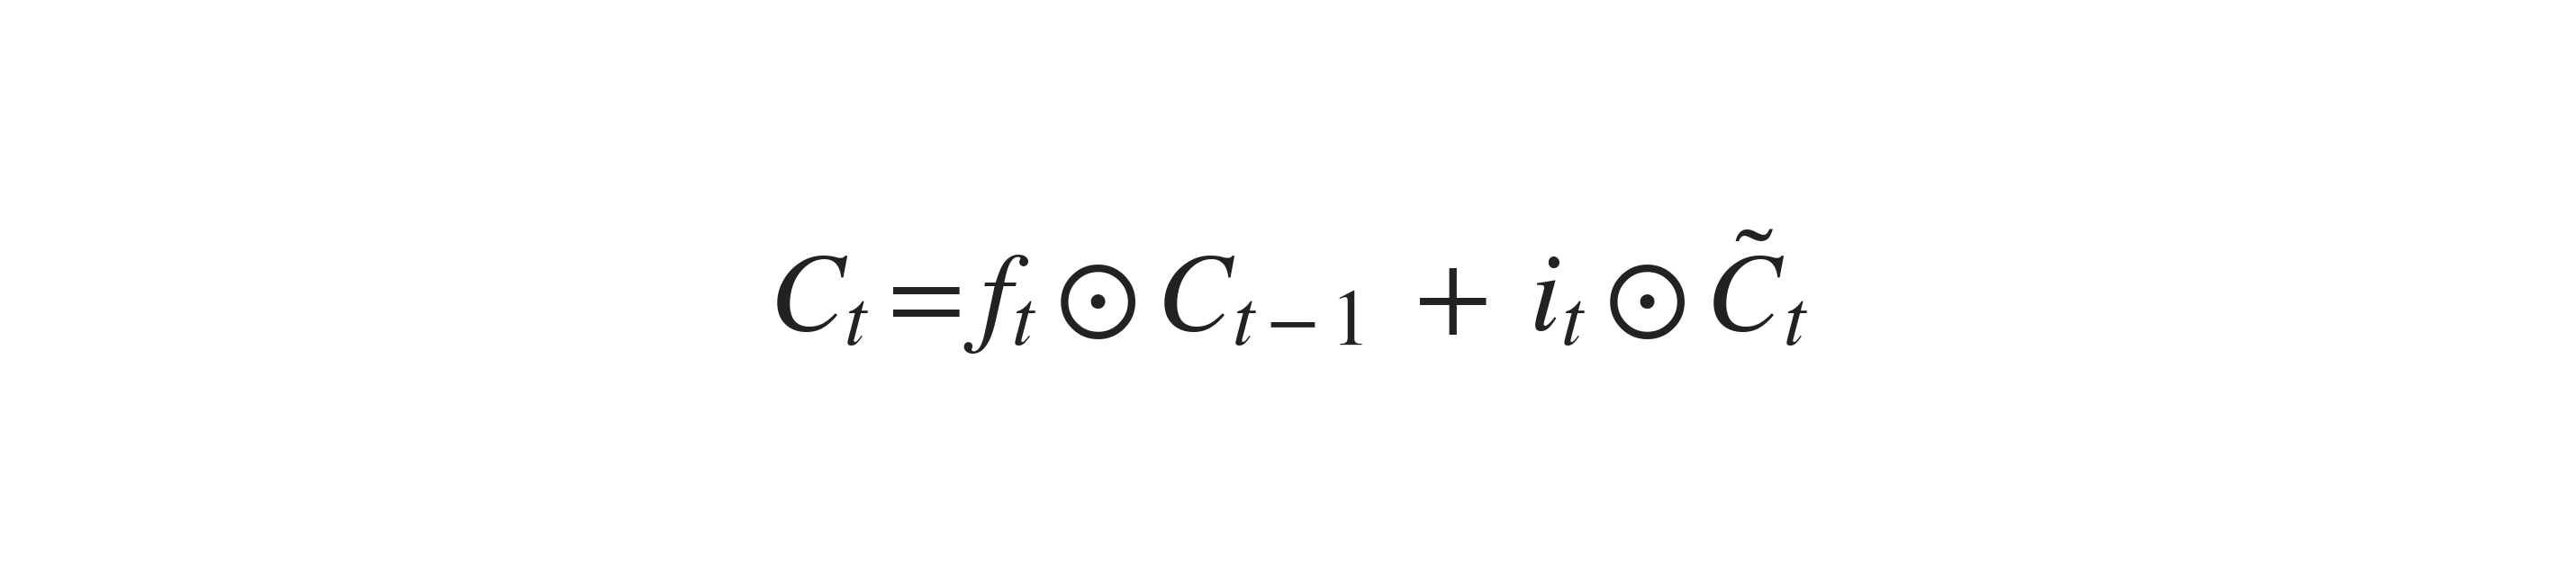 C_t = f_t ⊙ C_{t-1} + i_t ⊙ C̃_t